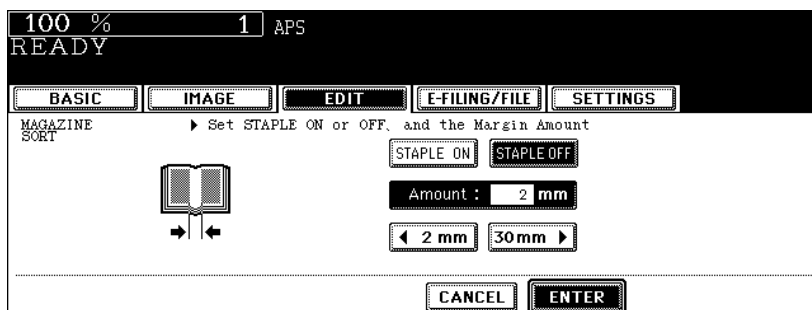 100 % 1 APS
READY
BASIC IMAGE EDIT E-FILING/FILE SETTINGS
MAGAZINE SORT
Set STAPLE ON or OFF, and the Margin Amount
STAPLE ON STAPLE OFF
Amount : 2 mm
2 mm 30mm
CANCEL ENTER